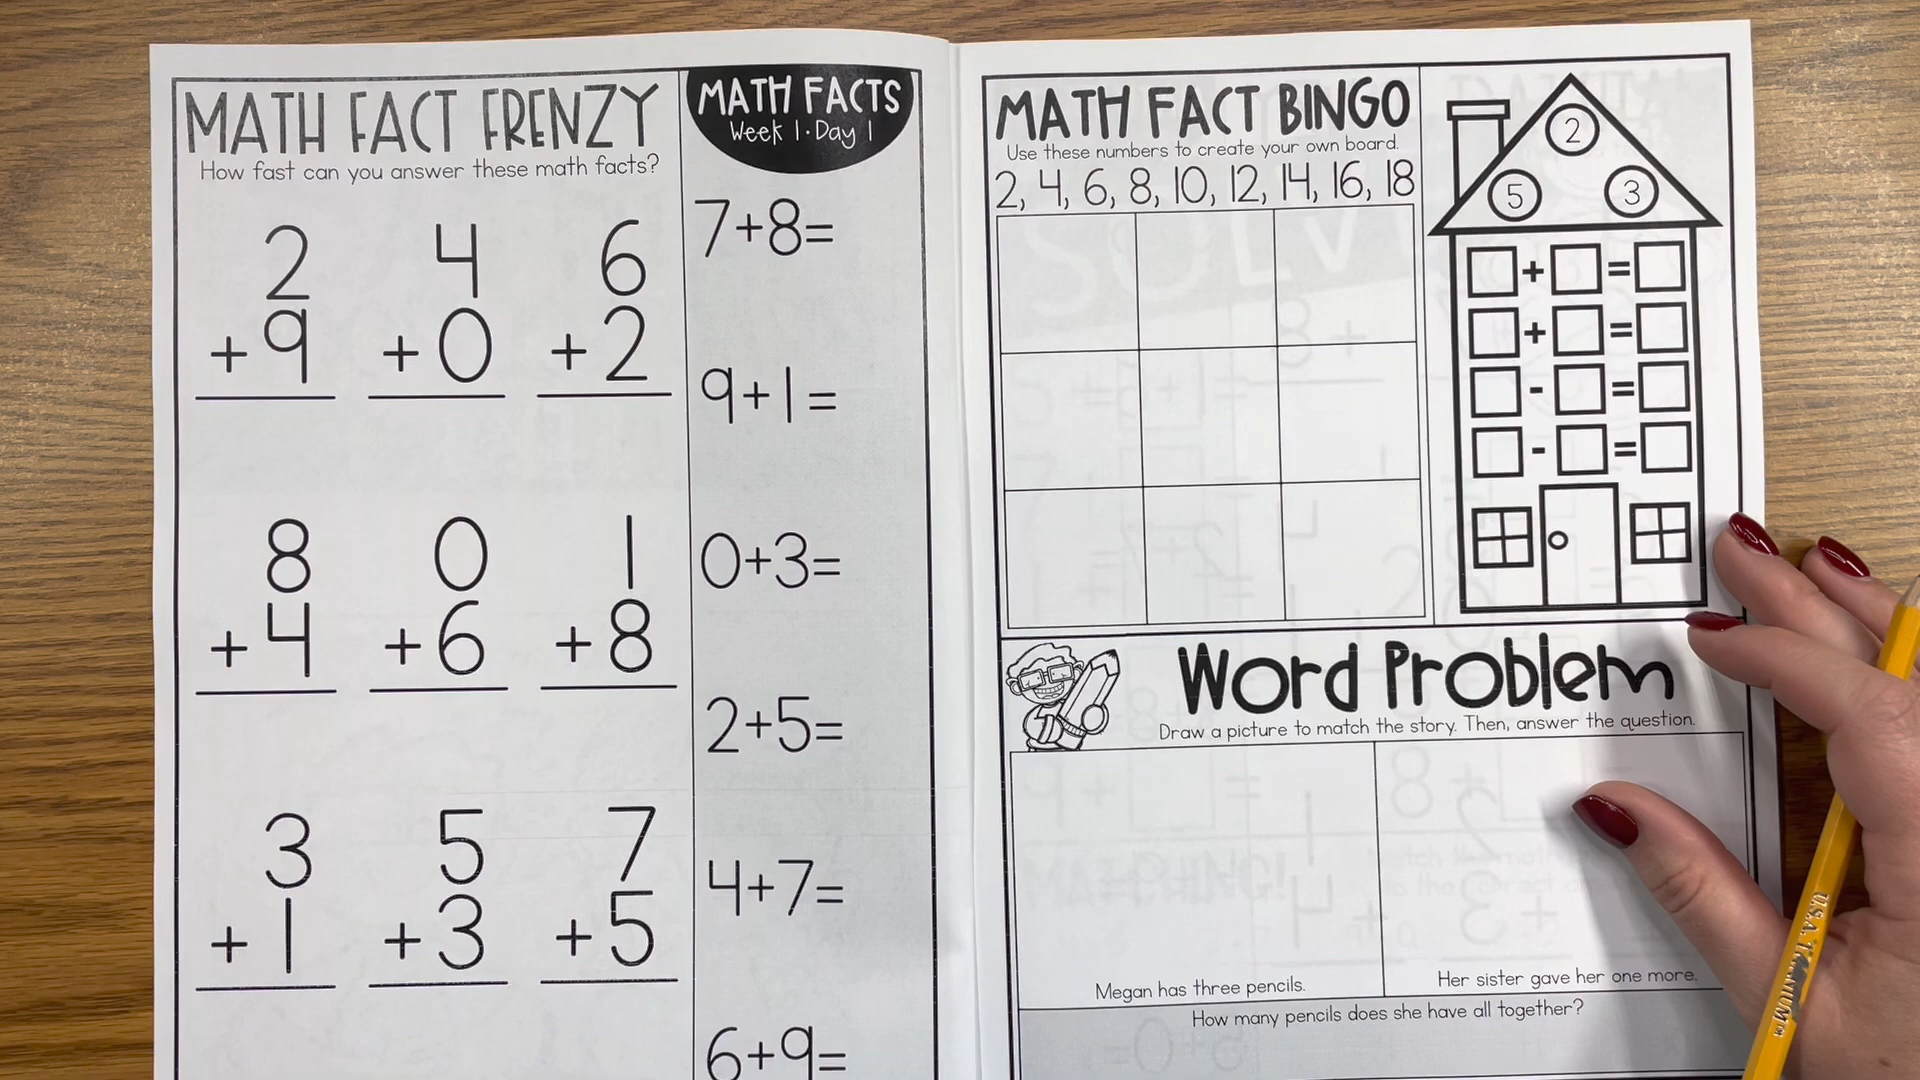 MATH FACT FRENZY
How fast can you answer these math facts?
2 4 6
+9 +0 +2
8 0 1
+4 +6 +8
3 5 7
+1 +3 +5
MATH FACTS
Week 1·Day 1
7+8=
9+1=
0+3=
2+5=
4+7=
6+9=
MATH FACT BINGO
Use these numbers to create your own board.
2, 4, 6, 8, 10, 12, 14, 16, 18
2
5 3
+ =
+ =
- =
- =
Word Problem
Draw a picture to match the story. Then, answer the question.
Megan has three pencils.
Her sister gave her one more.
How many pencils does she have all together?